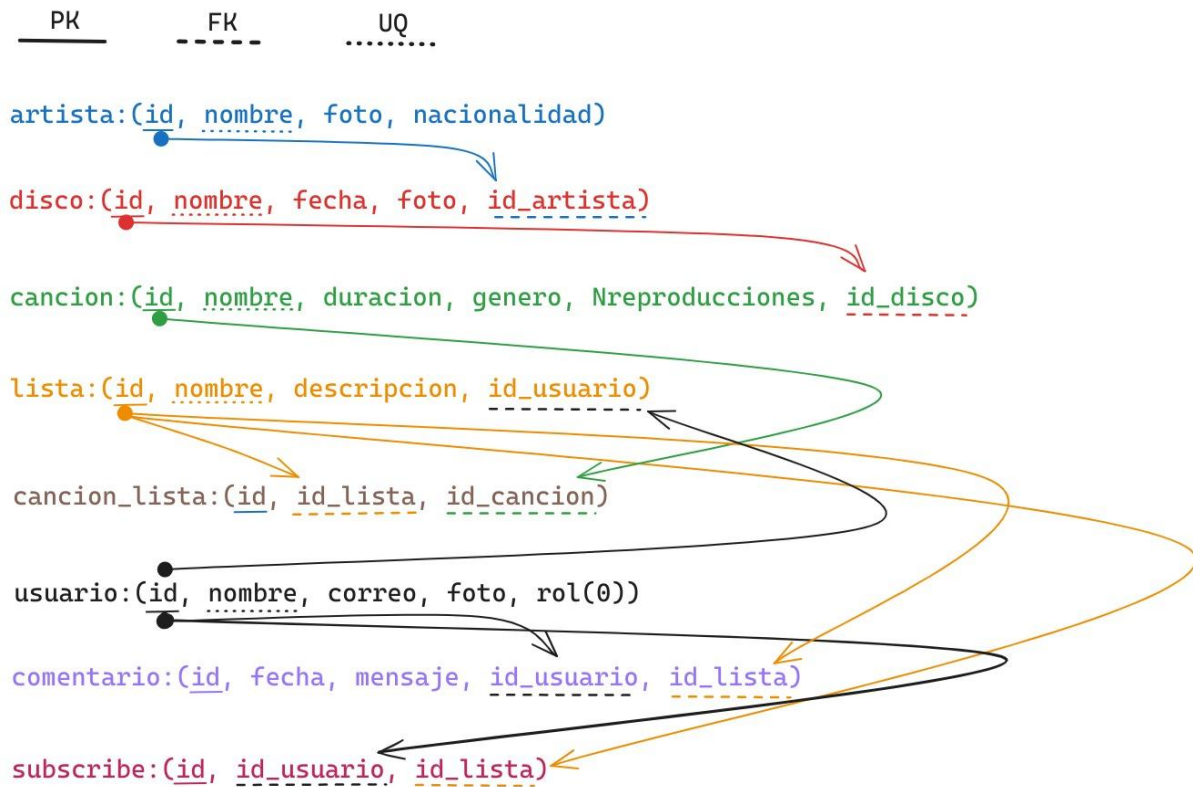 PK FK UQ
artista:(id, nombre, foto, nacionalidad)
disco:(id, nombre, fecha, foto, id_artista)
cancion:(id, nombre, duracion, genero, Nreproducciones, id_disco)
lista:(id, nombre, descripcion, id_usuario)
cancion_lista:(id, id_lista, id_cancion)
usuario:(id, nombre, correo, foto, rol(0))
comentario:(id, fecha, mensaje, id_usuario, id_lista)
subscribe:(id, id_usuario, id_lista)